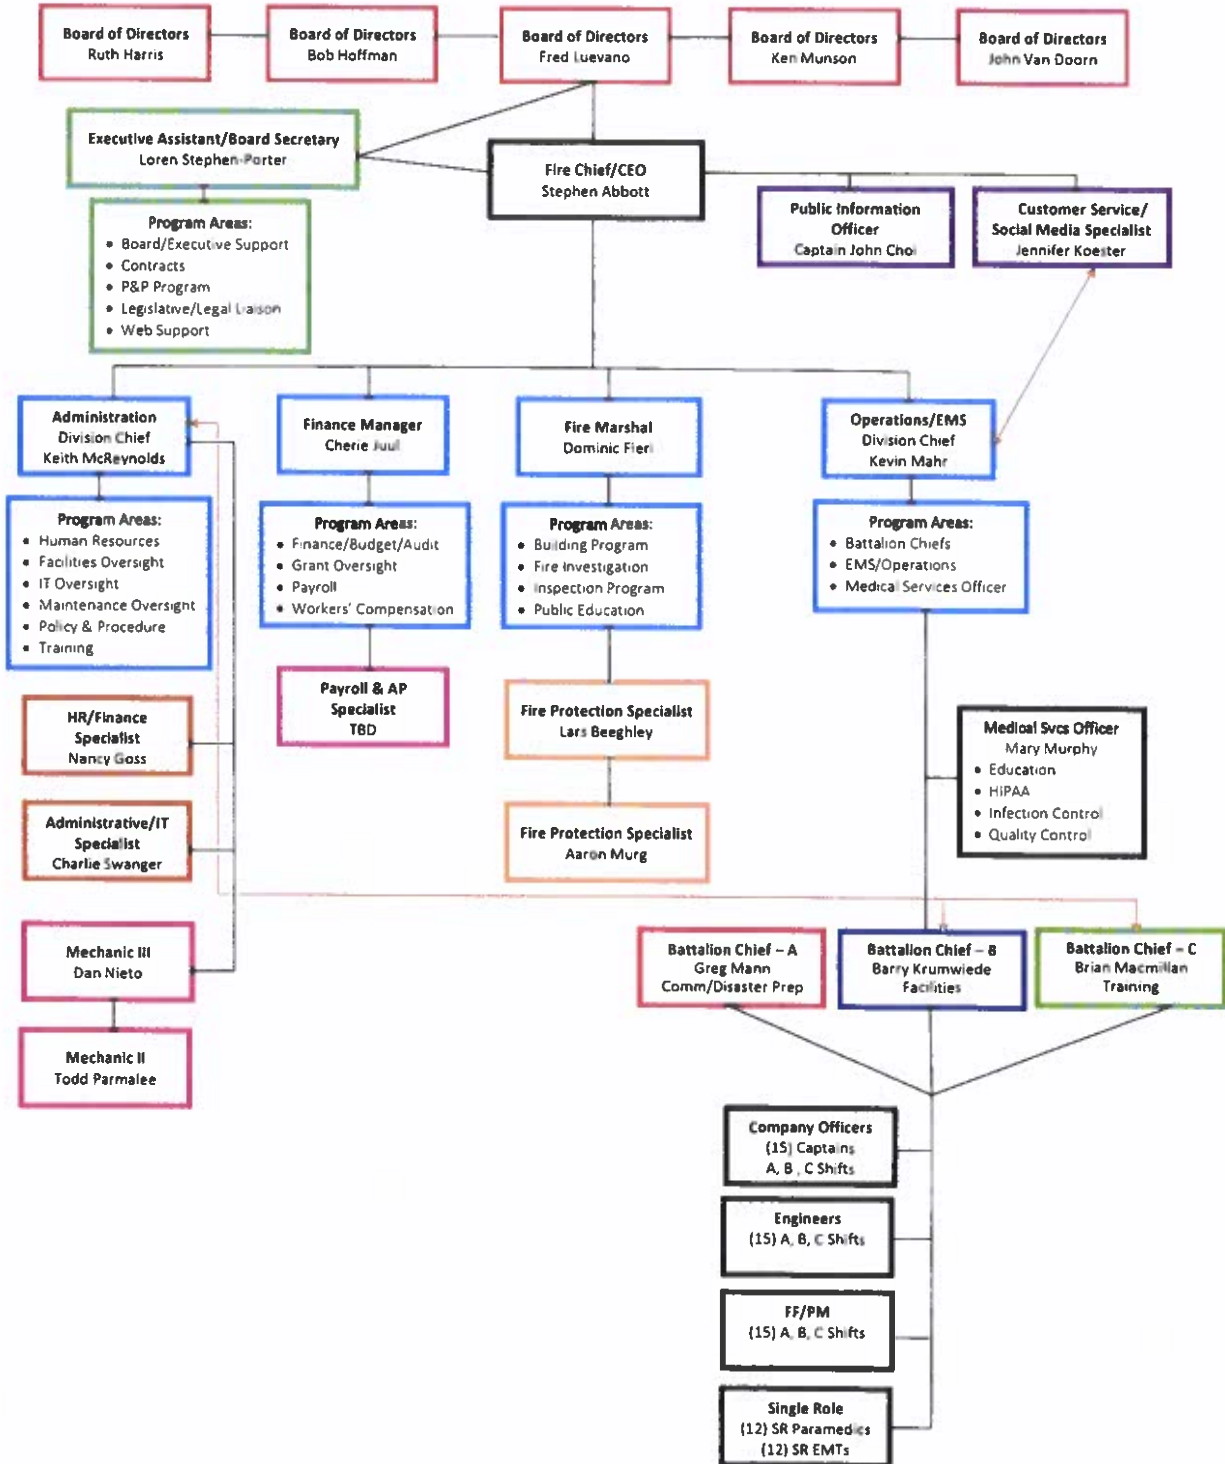 Board of Directors
Ruth Harris
Board of Directors
Bob Hoffman
Board of Directors
Fred Luevano
Board of Directors
Ken Munson
Board of Directors
John Van Doorn
Executive Assistant/Board Secretary
Loren Stephen-Porter
Fire Chief/CEO
Stephen Abbott
Public Information
Officer
Captain John Choi
Customer Service/
Social Media Specialist
Jennifer Koester
Program Areas:
• Board/Executive Support
• Contracts
• P&P Program
• Legislative/Legal Liaison
• Web Support
Administration
Division Chief
Keith McReynolds
Finance Manager
Cherie Juul
Fire Marshal
Dominic Fieri
Operations/EMS
Division Chief
Kevin Mahr
Program Areas:
• Human Resources
• Facilities Oversight
• IT Oversight
• Maintenance Oversight
• Policy & Procedure
• Training
Program Areas:
• Finance/Budget/Audit
• Grant Oversight
• Payroll
• Workers' Compensation
Program Areas:
• Building Program
• Fire Investigation
• Inspection Program
• Public Education
Program Areas:
• Battalion Chiefs
• EMS/Operations
• Medical Services Officer
HR/Finance
Specialist
Nancy Goss
Payroll & AP
Specialist
TBD
Fire Protection Specialist
Lars Beeghley
Medical Svcs Officer
Mary Murphy
• Education
• HIPAA
• Infection Control
• Quality Control
Administrative/IT
Specialist
Charlie Swanger
Fire Protection Specialist
Aaron Murg
Mechanic III
Dan Nieto
Battalion Chief – A
Greg Mann
Comm/Disaster Prep
Battalion Chief – B
Barry Krumwiede
Facilities
Battalion Chief – C
Brian Macmillan
Training
Mechanic II
Todd Parmalee
Company Officers
(15) Captains
A, B , C Shifts
Engineers
(15) A, B, C Shifts
FF/PM
(15) A, B, C Shifts
Single Role
(12) SR Paramedics
(12) SR EMTs